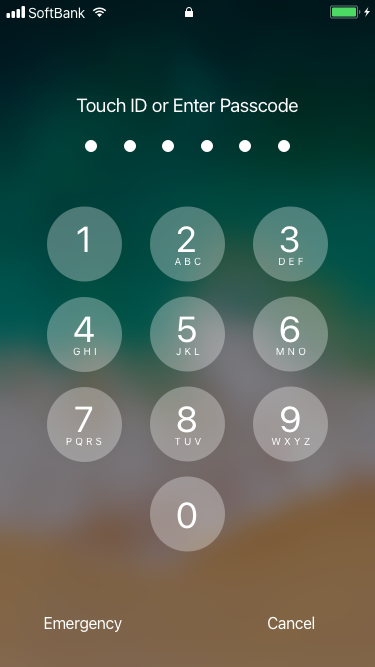 SoftBank
Touch ID or Enter Passcode
1
2
ABC
3
DEF
4
GHI
5
JKL
6
MNO
7
PQRS
8
TUV
9
WXYZ
0
Emergency
Cancel